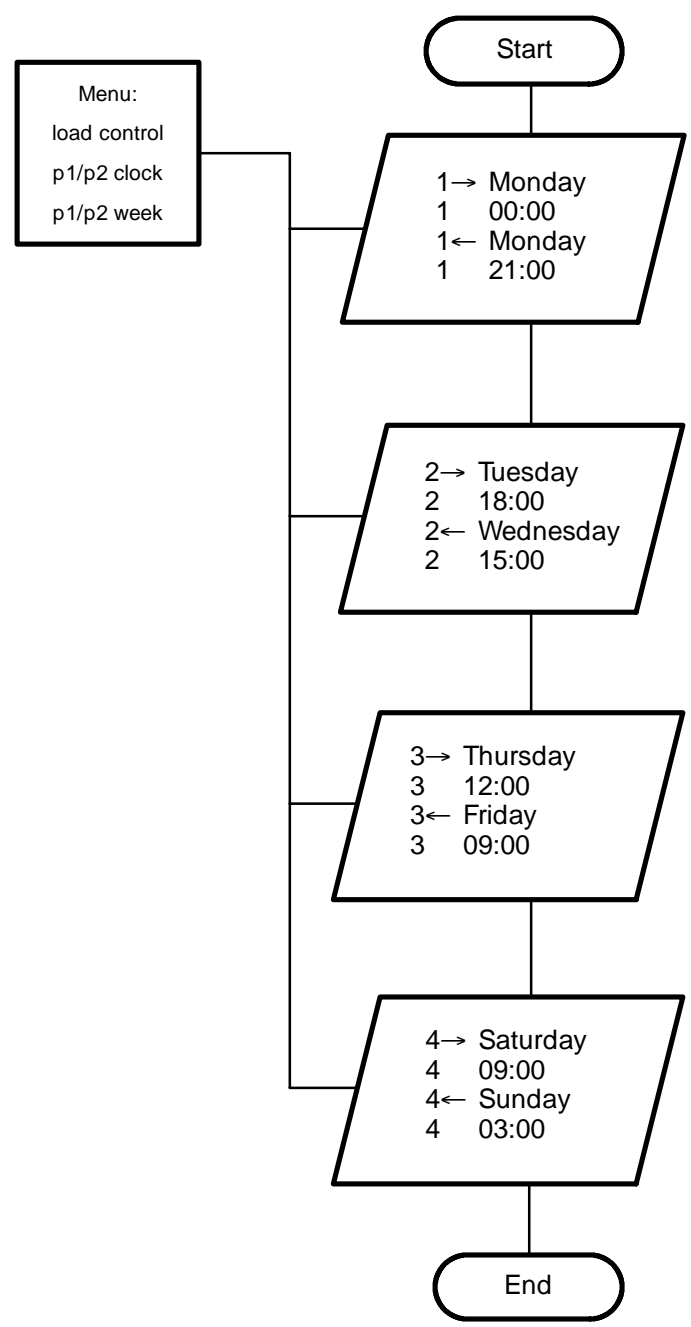 Start
Menu:
load control
p1/p2 clock
p1/p2 week
1→ Monday
1 00:00
1← Monday
1 21:00
2→ Tuesday
2 18:00
2← Wednesday
2 15:00
3→ Thursday
3 12:00
3← Friday
3 09:00
4→ Saturday
4 09:00
4← Sunday
4 03:00
End